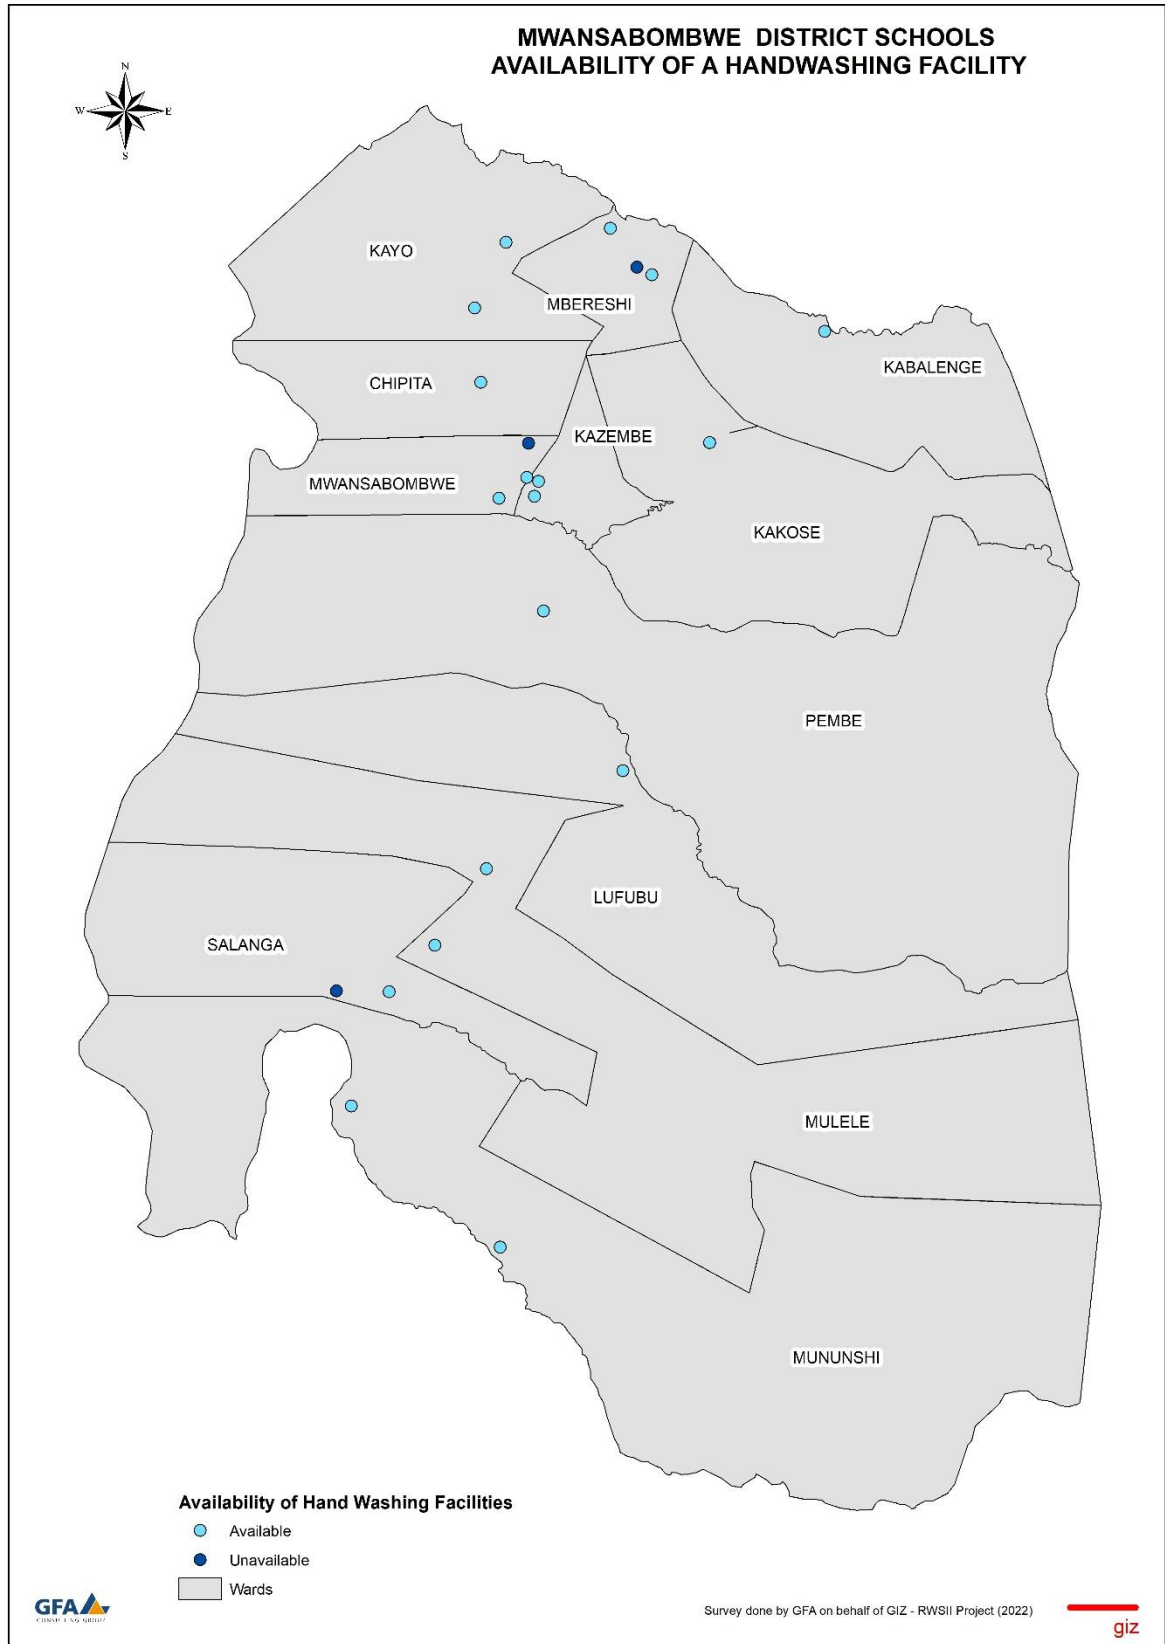 MWANSABOMBWE DISTRICT SCHOOLS
AVAILABILITY OF A HANDWASHING FACILITY
N
W
E
S
KAYO
MBERESHI
KABALENGE
CHIPITA
KAZEMBE
MWANSABOMBWE
KAKOSE
PEMBE
LUFUBU
SALANGA
MULELE
MUNUNSHI
Availability of Hand Washing Facilities
Available
Unavailable
Wards
GFA
CONSULTING GROUP
Survey done by GFA on behalf of GIZ - RWSII Project (2022)
giz